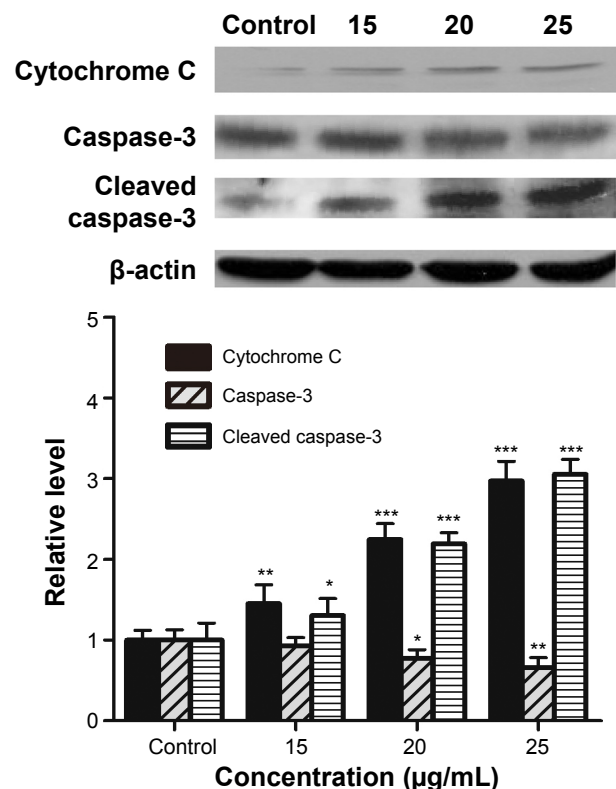 Control 15 20 25
Cytochrome C
Caspase-3
Cleaved
caspase-3
β-actin
5
4
3
2
1
0
Relative level
Cytochrome C
Caspase-3
Cleaved caspase-3
** *
*** * ***
*** ** ***
Control 15 20 25
Concentration (μg/mL)